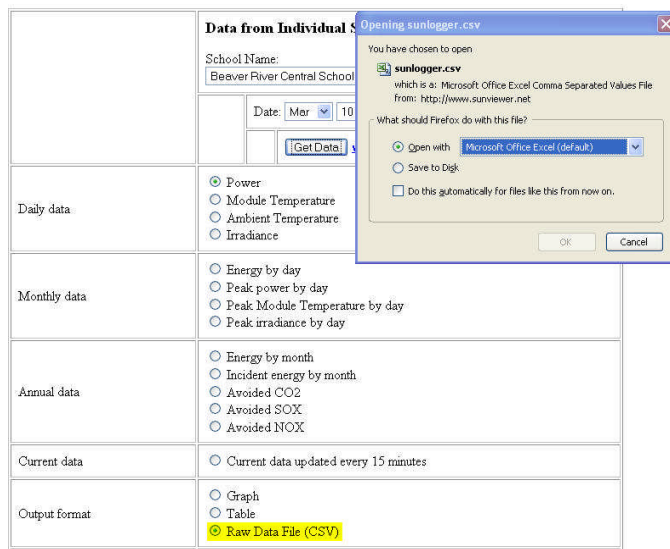 Data from Individual S
School Name:
Beaver River Central School
Date: Mar 10
Get Data
Daily data
Power
Module Temperature
Ambient Temperature
Irradiance
Monthly data
Energy by day
Peak power by day
Peak Module Temperature by day
Peak irradiance by day
Annual data
Energy by month
Incident energy by month
Avoided CO2
Avoided SOX
Avoided NOX
Current data
Current data updated every 15 minutes
Output format
Graph
Table
Raw Data File (CSV)
Opening sunlogger.csv
You have chosen to open
sunlogger.csv
which is a: Microsoft Office Excel Comma Separated Values File
from: http://www.sunviewer.net
What should Firefox do with this file?
Open with Microsoft Office Excel (default)
Save to Disk
Do this automatically for files like this from now on.
OK Cancel